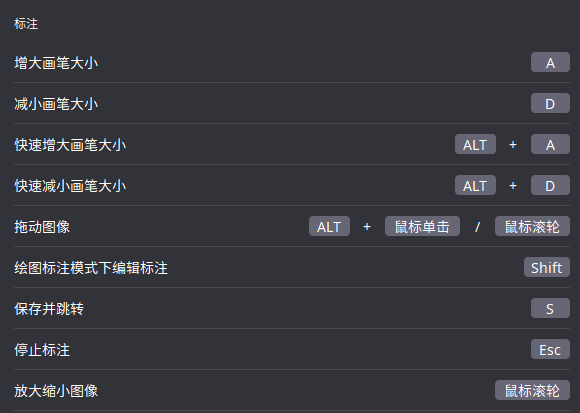 标注
增大画笔大小 A
减小画笔大小 D
快速增大画笔大小 ALT + A
快速减小画笔大小 ALT + D
拖动图像 ALT + 鼠标单击 / 鼠标滚轮
绘图标注模式下编辑标注 Shift
保存并跳转 S
停止标注 Esc
放大缩小图像 鼠标滚轮